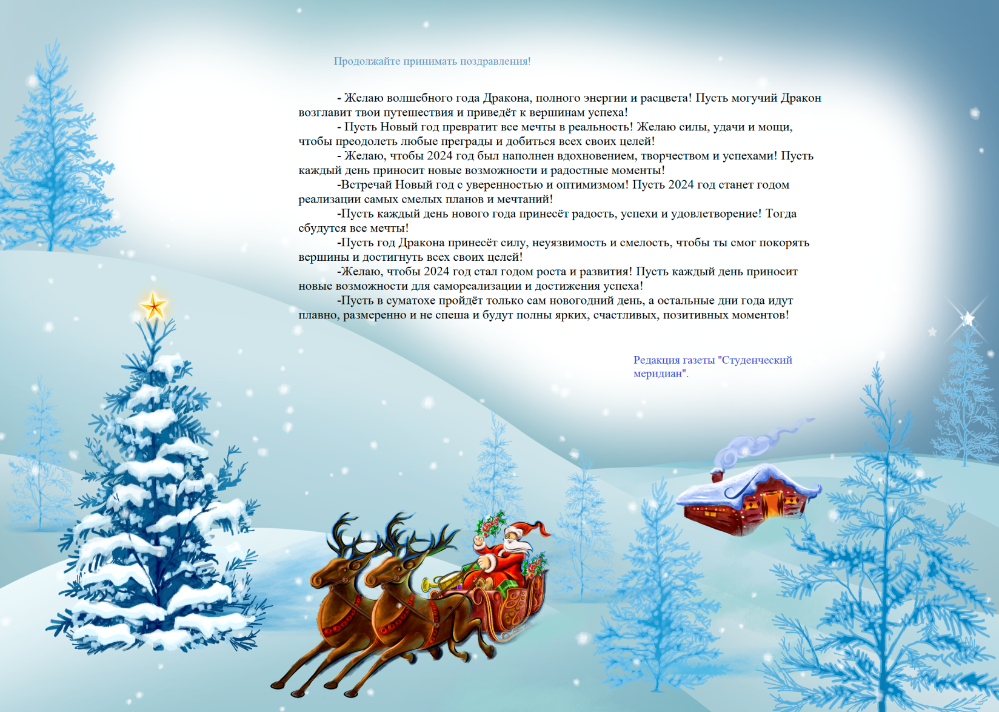 Продолжайте принимать поздравления!
- Желаю волшебного года Дракона, полного энергии и расцвета! Пусть могучий Дракон
возглавит твои путешествия и приведёт к вершинам успеха!
- Пусть Новый год превратит все мечты в реальность! Желаю силы, удачи и мощи,
чтобы преодолеть любые преграды и добиться всех своих целей!
- Желаю, чтобы 2024 год был наполнен вдохновением, творчеством и успехами! Пусть
каждый день приносит новые возможности и радостные моменты!
-Встречай Новый год с уверенностью и оптимизмом! Пусть 2024 год станет годом
реализации самых смелых планов и мечтаний!
-Пусть каждый день нового года принесёт радость, успехи и удовлетворение! Тогда
сбудутся все мечты!
-Пусть год Дракона принесёт силу, неуязвимость и смелость, чтобы ты смог покорять
вершины и достигнуть всех своих целей!
-Желаю, чтобы 2024 год стал годом роста и развития! Пусть каждый день приносит
новые возможности для самореализации и достижения успеха!
-Пусть в суматохе пройдёт только сам новогодний день, а остальные дни года идут
плавно, размеренно и не спеша и будут полны ярких, счастливых, позитивных моментов!
Редакция газеты "Студенческий
меридиан".